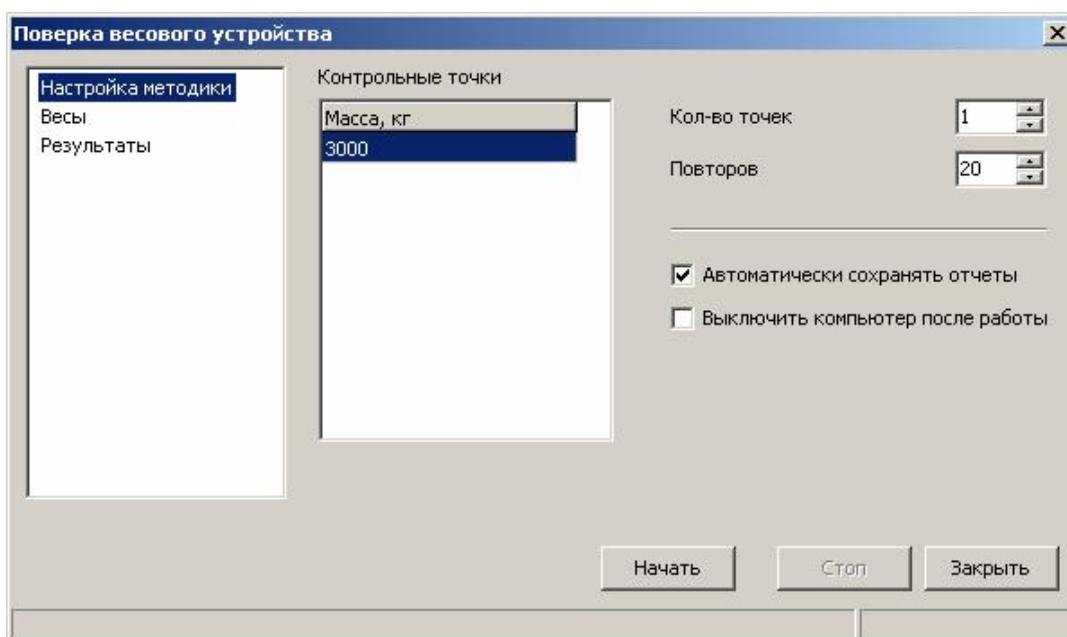 Поверка весового устройства
Настройка методики
Весы
Результаты
Контрольные точки
Масса, кг
3000
Кол-во точек
1
Повторов
20
Автоматически сохранять отчеты
Выключить компьютер после работы
Начать
Стоп
Закрыть